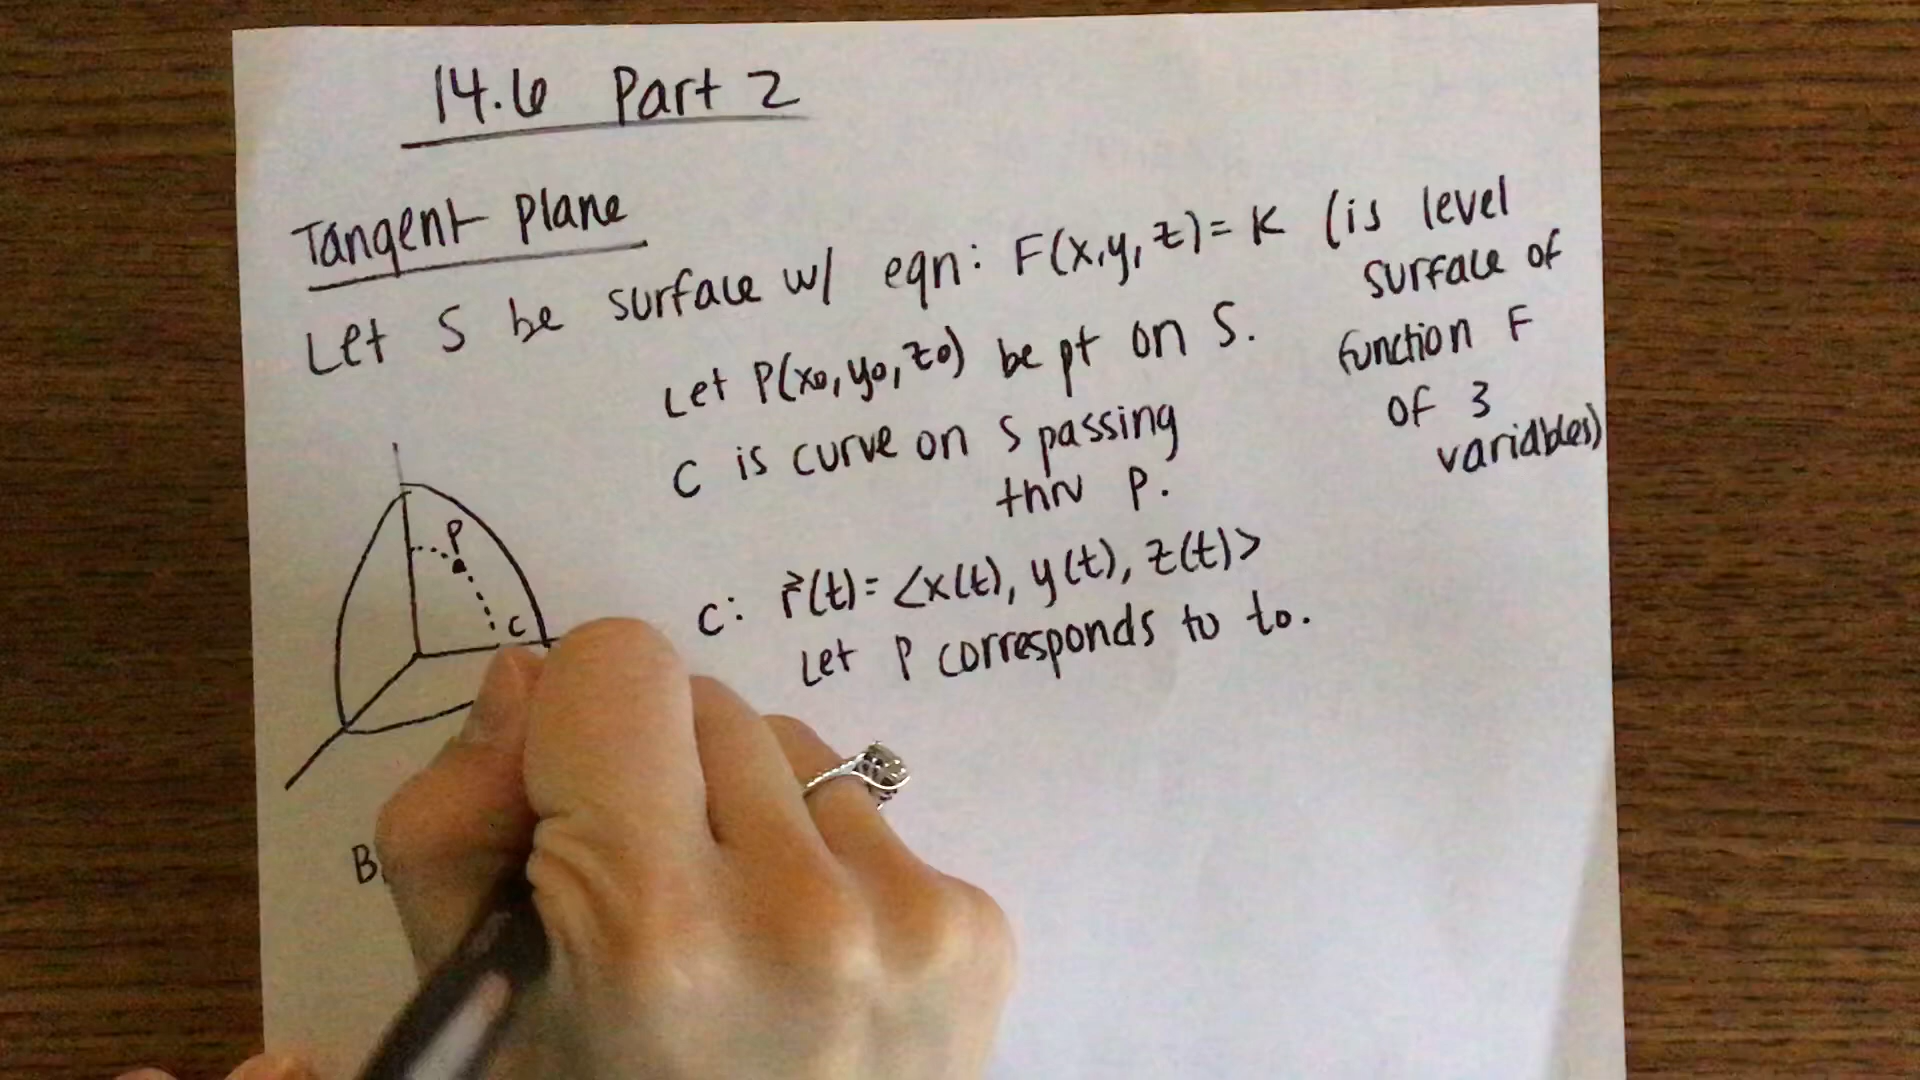 14.6 Part 2
Tangent Plane
Let S be surface w/ eqn: F(x,y,z)=K (is level
surface of
function F
of 3
variables)
Let P(x0,y0,z0) be pt on S.
C is curve on S passing
thru P.
C: r⃗(t)=<x(t), y(t), z(t)>
Let P corresponds to t0.
P
C